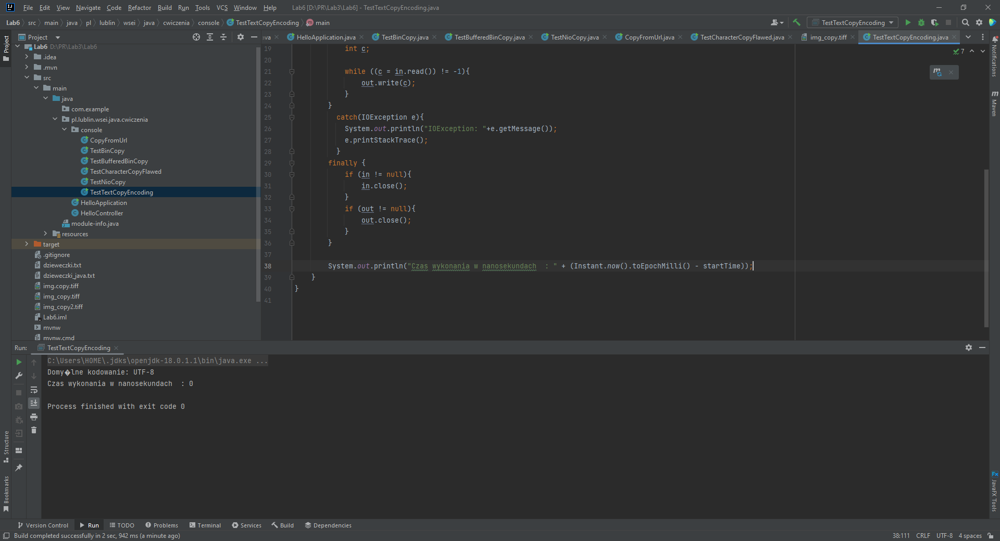 File Edit View Navigate Code Refactor Build Run Tools VCS Window Help Lab6 [D:\PR\Lab3\Lab6] - TestTextCopyEncoding.java
Lab6 src main java pl lublin wsei java cwiczenia console TestTextCopyEncoding main TestTextCopyEncoding
Project
ava HelloApplication.java TestBinCopy.java TestBufferedBinCopy.java TestNioCopy.java CopyFromUrl.java TestCharacterCopyFlawed.java img_copy.tiff TestTextCopyEncoding.java
Project
Lab6 D:\PR\Lab3\Lab6
.idea
.mvn
src
main
java
com.example
pl.lublin.wsei.java.cwiczenia
console
CopyFromUrl
TestBinCopy
TestBufferedBinCopy
TestCharacterCopyFlawed
TestNioCopy
TestTextCopyEncoding
HelloApplication
HelloController
module-info.java
resources
target
.gitignore
dzieweczki.txt
dzieweczki_java.txt
img.copy.tiff
img_copy.tiff
img_copy2.tiff
Lab6.iml
mvnw
mvnw.cmd
19 int c;
20
21 while ((c = in.read()) != -1){
22 out.write(c);
23 }
24 }
25 catch(IOException e){
26 System.out.println("IOException: "+e.getMessage());
27 e.printStackTrace();
28 }
29 finally {
30 if (in != null){
31 in.close();
32 }
33 if (out != null){
34 out.close();
35 }
36 }
37
38 System.out.println("Czas wykonania w nanosekundach  : " + (Instant.now().toEpochMilli() - startTime));
39 }
40 }
41
7
Notifications
Maven
JavaFX Tools
Run: TestTextCopyEncoding
C:\Users\HOME\.jdks\openjdk-18.0.1.1\bin\java.exe ...
Domy�lne kodowanie: UTF-8
Czas wykonania w nanosekundach  : 0
Process finished with exit code 0
Structure
Bookmarks
Version Control Run TODO Problems Terminal Services Build Dependencies
Build completed successfully in 2 sec, 942 ms (a minute ago) 38:111 CRLF UTF-8 4 spaces